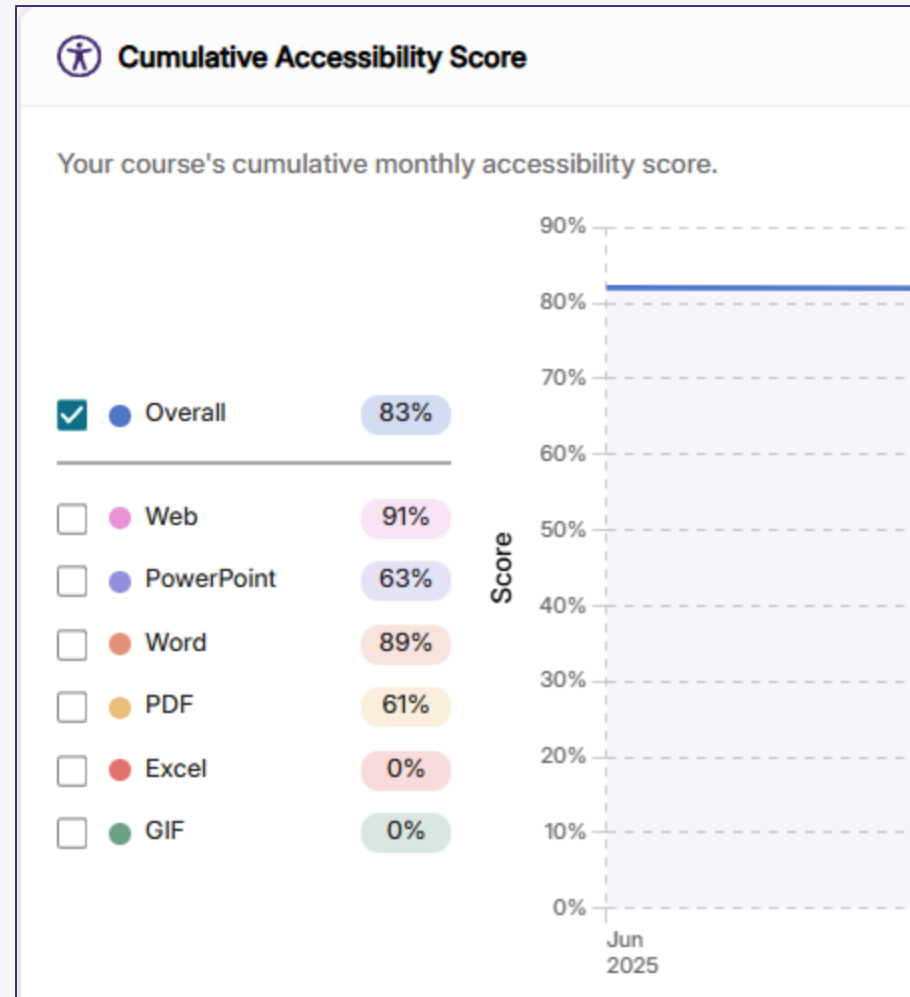 Cumulative Accessibility Score
Your course's cumulative monthly accessibility score.
Overall 83%
Web 91%
PowerPoint 63%
Word 89%
PDF 61%
Excel 0%
GIF 0%
Score
90%
80%
70%
60%
50%
40%
30%
20%
10%
0%
Jun
2025